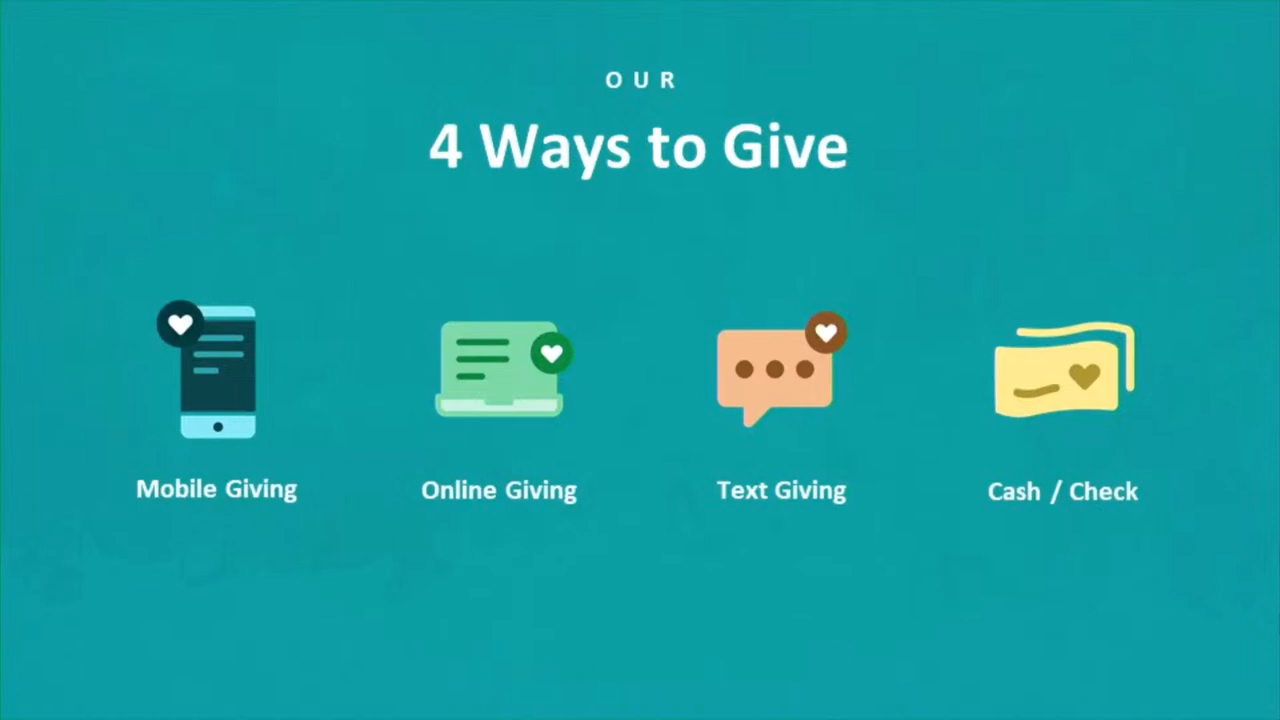 OUR
4 Ways to Give
Mobile Giving
Online Giving
Text Giving
Cash / Check